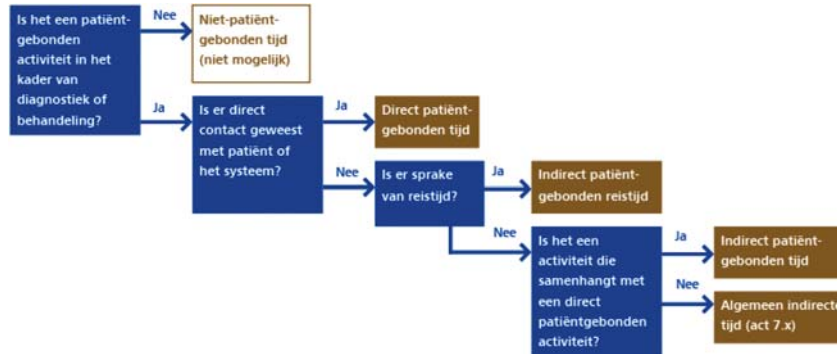 Is het een patiënt-
gebonden
activiteit in het
kader van
diagnostiek of
behandeling?
Nee
Niet-patiënt-
gebonden tijd
(niet mogelijk)
Ja
Is er direct
contact geweest
met patiënt of
het systeem?
Ja
Direct patiënt-
gebonden tijd
Nee
Is er sprake
van reistijd?
Ja
Indirect patiënt-
gebonden reistijd
Nee
Is het een
activiteit die
samenhangt met
een direct
patiëntgebonden
activiteit?
Ja
Indirect patiënt-
gebonden tijd
Nee
Algemeen indirecte
tijd (act 7.x)